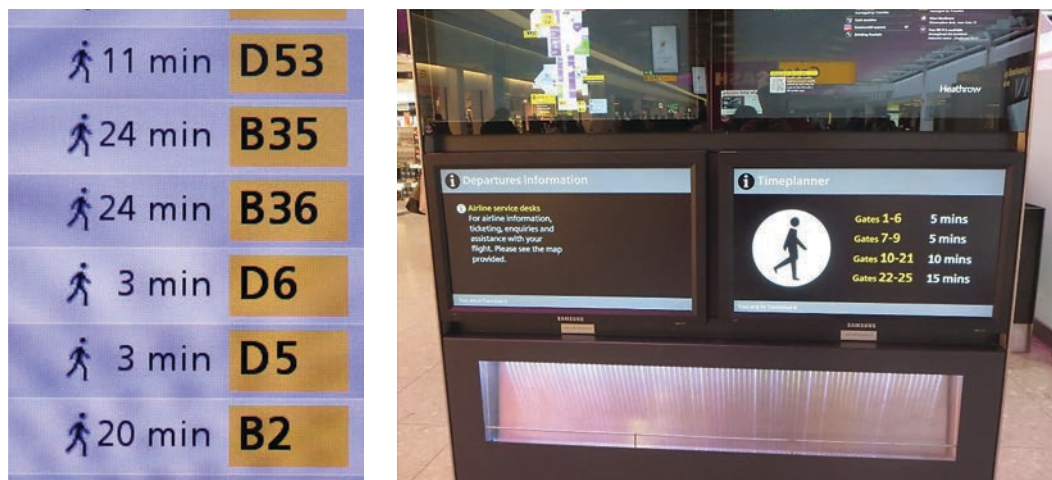 11 min D53
24 min B35
24 min B36
3 min D6
3 min D5
20 min B2
Heathrow
Departures information
Airline service desks
For airline information,
ticketing, enquiries and
assistance with your
flight. Please see the map
provided.
SAMSUNG
Timeplanner
Gates 1-6 5 mins
Gates 7-9 5 mins
Gates 10-21 10 mins
Gates 22-25 15 mins
SAMSUNG